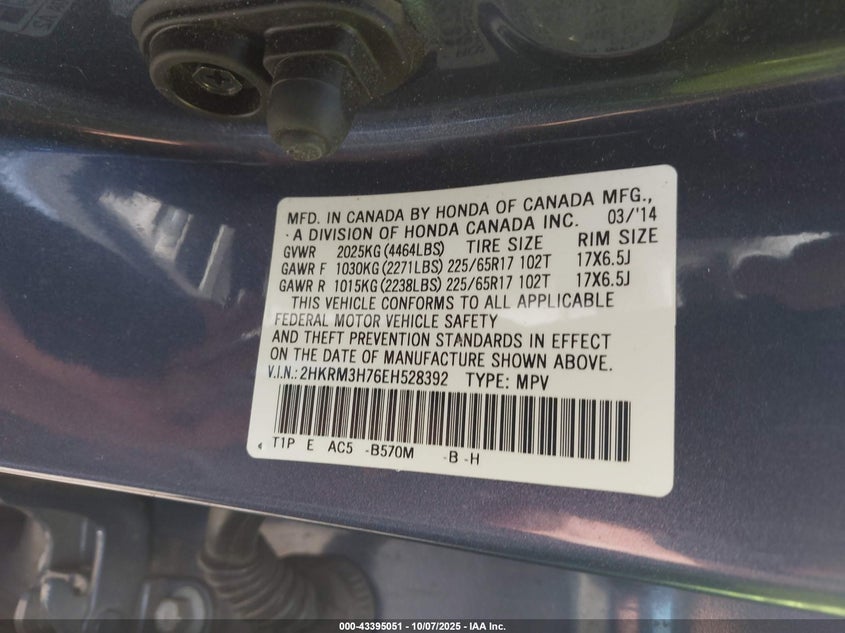 MFD. IN CANADA BY HONDA OF CANADA MFG.,
A DIVISION OF HONDA CANADA INC. 03/'14
GVWR 2025KG (4464LBS) TIRE SIZE RIM SIZE
GAWR F 1030KG (2271LBS) 225/65R17 102T 17X6.5J
GAWR R 1015KG (2238LBS) 225/65R17 102T 17X6.5J
THIS VEHICLE CONFORMS TO ALL APPLICABLE
FEDERAL MOTOR VEHICLE SAFETY
AND THEFT PREVENTION STANDARDS IN EFFECT
ON THE DATE OF MANUFACTURE SHOWN ABOVE.
V.I.N.: 2HKRM3H76EH528392 TYPE: MPV
T1P E AC5 -B570M -B -H
000-43395051 - 10/07/2025 - IAA Inc.